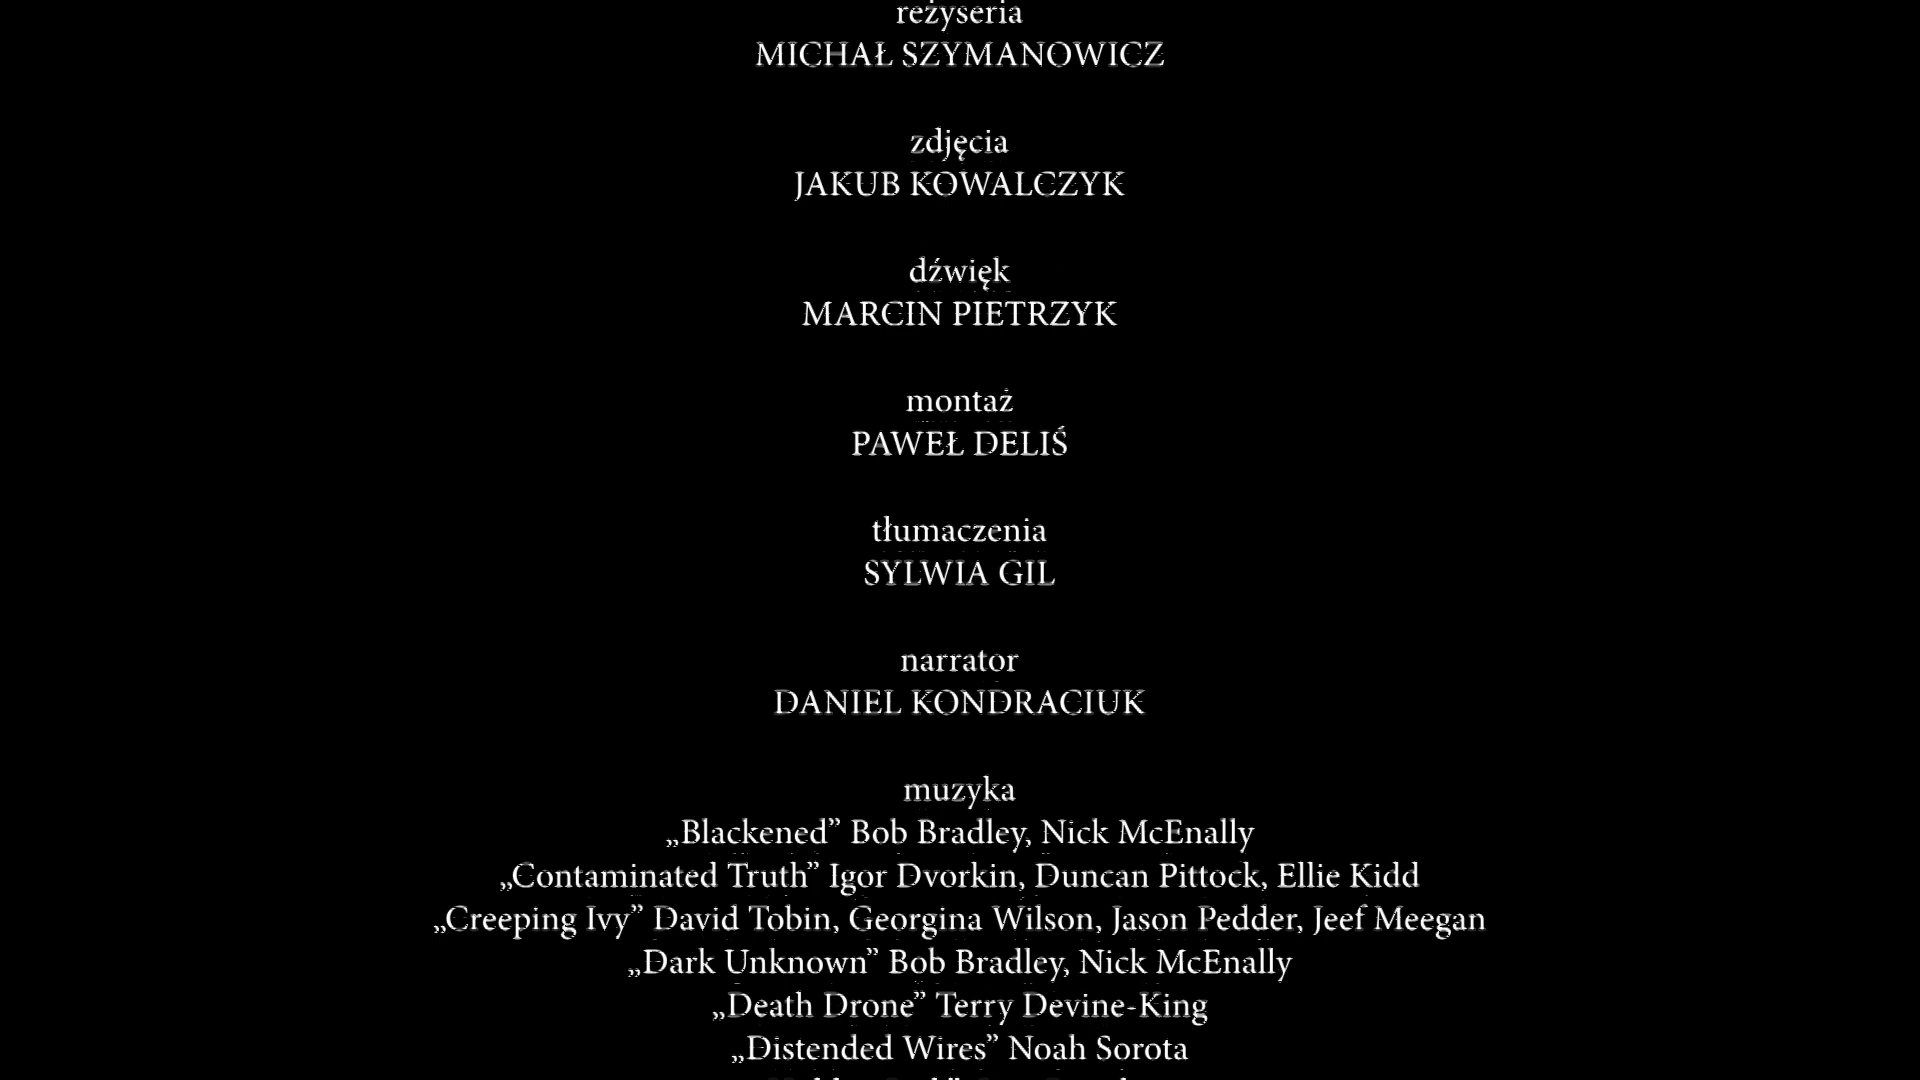 reżyseria
MICHAŁ SZYMANOWICZ
zdjęcia
JAKUB KOWALCZYK
dźwięk
MARCIN PIETRZYK
montaż
PAWEŁ DELIŚ
tłumaczenia
SYLWIA GIL
narrator
DANIEL KONDRACIUK
muzyka
„Blackened” Bob Bradley, Nick McEnally
„Contaminated Truth” Igor Dvorkin, Duncan Pittock, Ellie Kidd
„Creeping Ivy” David Tobin, Georgina Wilson, Jason Pedder, Jeef Meegan
„Dark Unknown” Bob Bradley, Nick McEnally
„Death Drone” Terry Devine-King
„Distended Wires” Noah Sorota